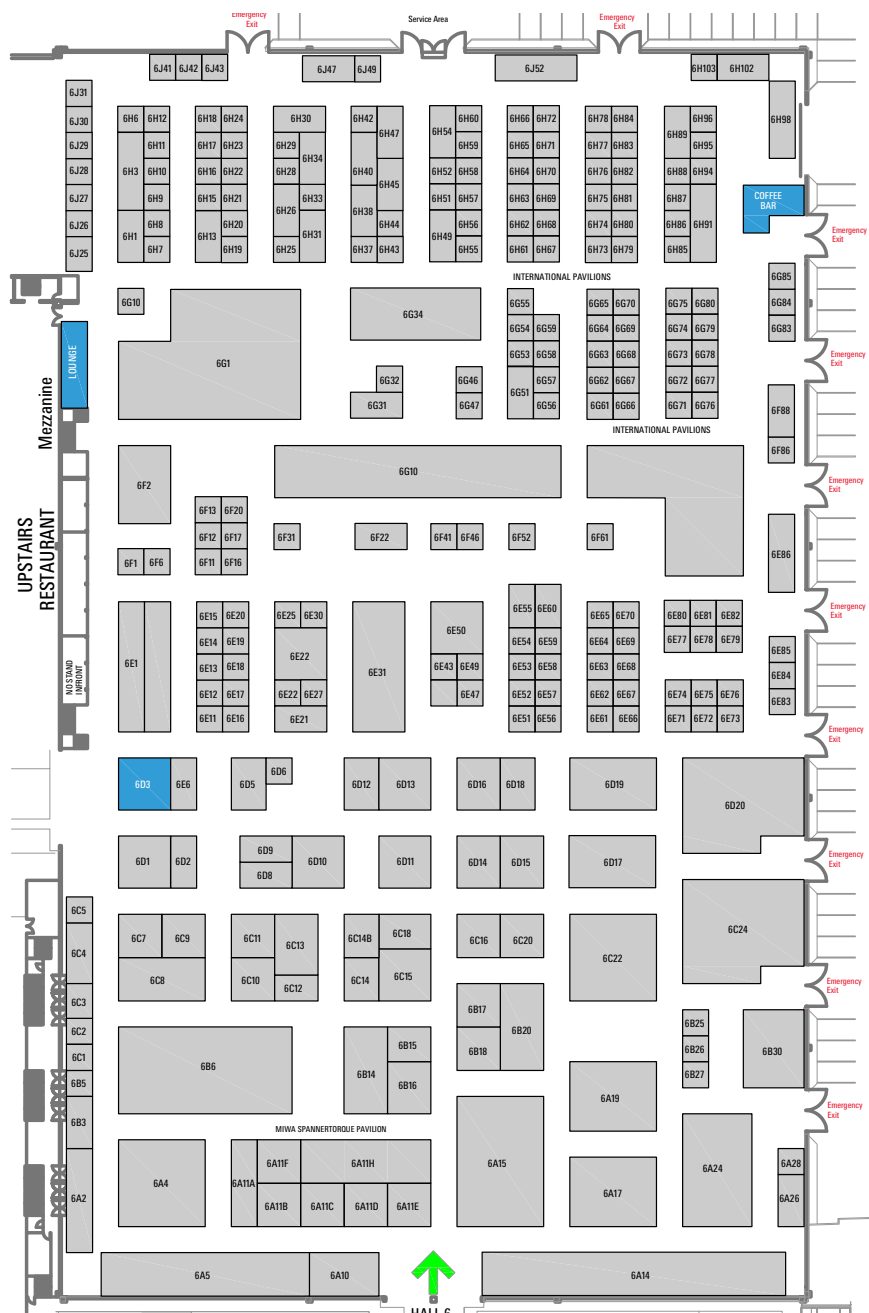 Emergency
Exit
Service Area
Emergency
Exit
6J41 6J42 6J43 6J47 6J49 6J52 6H103 6H102
6J31
6J30
6J29
6J28
6J27
6J26
6J25
6H6 6H12
6H11
6H3 6H10
6H9
6H1 6H8
6H7
6H18 6H24
6H17 6H23
6H16 6H22
6H15 6H21
6H13 6H20
6H19
6H30
6H29
6H34
6H28
6H26 6H33
6H31
6H25
6H42
6H47
6H40
6H45
6H38
6H44
6H37 6H43
6H54 6H60
6H59
6H52 6H58
6H51 6H57
6H49 6H56
6H55
6H66 6H72
6H65 6H71
6H64 6H70
6H63 6H69
6H62 6H68
6H61 6H67
6H78 6H84
6H77 6H83
6H76 6H82
6H75 6H81
6H74 6H80
6H73 6H79
6H89 6H96
6H95
6H88 6H94
6H87
6H91
6H86
6H85
6H98
COFFEE
BAR
Emergency
Exit
INTERNATIONAL PAVILIONS
6G10
6G1
6G34
6G32
6G31
6G46
6G47
6G55
6G54 6G59
6G53 6G58
6G51 6G57
6G56
6G65 6G70
6G64 6G69
6G63 6G68
6G62 6G67
6G61 6G66
6G75 6G80
6G74 6G79
6G73 6G78
6G72 6G77
6G71 6G76
6G85
6G84
6G83
Emergency
Exit
LOUNGE
Mezzanine
INTERNATIONAL PAVILIONS
6F88
6F86
Emergency
Exit
UPSTAIRS
RESTAURANT
6F2
6G10
6F13 6F20
6F12 6F17
6F11 6F16
6F1 6F6
6F31
6F22
6F41 6F46
6F52
6F61
6E86
Emergency
Exit
NO STAND
INFRONT
6E1
6E15 6E20
6E14 6E19
6E13 6E18
6E12 6E17
6E11 6E16
6E25 6E30
6E22
6E22 6E27
6E21
6E31
6E50
6E43 6E49
6E47
6E55 6E60
6E54 6E59
6E53 6E58
6E52 6E57
6E51 6E56
6E65 6E70
6E64 6E69
6E63 6E68
6E62 6E67
6E61 6E66
6E80 6E81 6E82
6E77 6E78 6E79
6E74 6E75 6E76
6E71 6E72 6E73
6E85
6E84
6E83
Emergency
Exit
6D3 6E6
6D5 6D6
6D12 6D13
6D16 6D18
6D19
6D20
6D1 6D2
6D9
6D8
6D10
6D11
6D14 6D15
6D17
Emergency
Exit
6C5
6C4
6C3
6C2
6C1
6B5
6B3
6A2
6C7 6C9
6C8
6C11 6C13
6C10
6C12
6C14B 6C18
6C14 6C15
6C16 6C20
6C22
6C24
Emergency
Exit
6B6
6B14 6B15
6B16
6B17
6B20
6B18
6B25
6B26
6B27
6B30
Emergency
Exit
MIWA SPANNERTORQUE PAVILION
6A4
6A11A 6A11F 6A11H
6A11B 6A11C 6A11D 6A11E
6A15
6A19
6A17
6A24
6A28
6A26
6A5 6A10
6A14
HALL 6